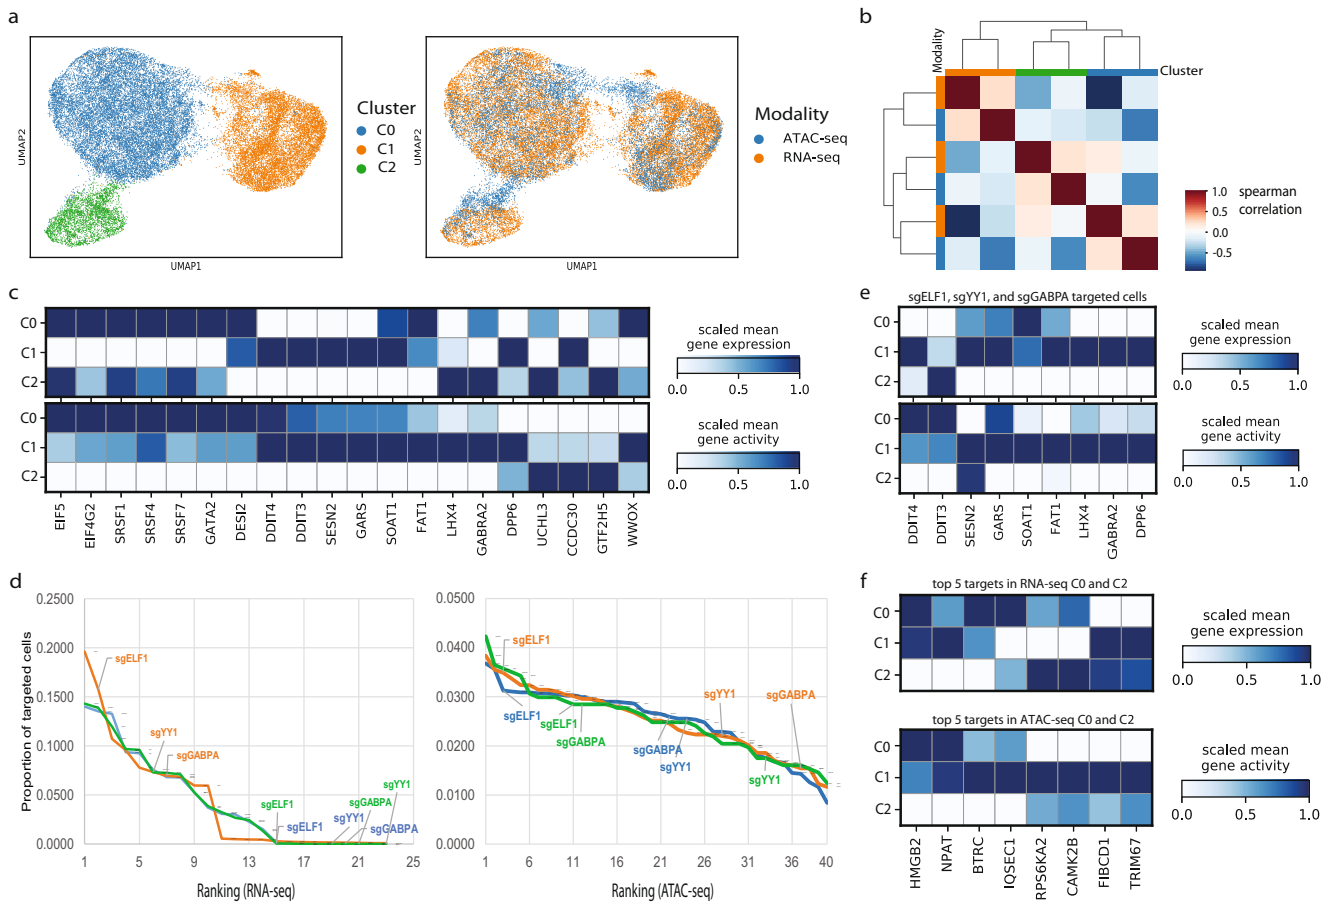 a
UMAP2
UMAP1
Cluster
C0
C1
C2
UMAP2
UMAP1
Modality
ATAC-seq
RNA-seq
b
Modality
Cluster
1.0
0.5
0.0
-0.5
spearman
correlation
c
C0
C1
C2
C0
C1
C2
EIF5
EIF4G2
SRSF1
SRSF4
SRSF7
GATA2
DESI2
DDIT4
DDIT3
SESN2
GARS
SOAT1
FAT1
LHX4
GABRA2
DPP6
UCHL3
CCDC30
GTF2H5
WWOX
scaled mean
gene expression
0.0 0.5 1.0
scaled mean
gene activity
0.0 0.5 1.0
e
sgELF1, sgYY1, and sgGABPA targeted cells
C0
C1
C2
C0
C1
C2
DDIT4
DDIT3
SESN2
GARS
SOAT1
FAT1
LHX4
GABRA2
DPP6
scaled mean
gene expression
0.0 0.5 1.0
scaled mean
gene activity
0.0 0.5 1.0
d
Proportion of targeted cells
0.2500
0.2000
0.1500
0.1000
0.0500
0.0000
sgELF1
sgYY1
sgGABPA
sgELF1
sgELF1
sgYY1
sgGABPA
sgYY1
sgGABPA
1 5 9 13 17 21 25
Ranking (RNA-seq)
0.0500
0.0400
0.0300
0.0200
0.0100
0.0000
sgELF1
sgELF1
sgELF1
sgGABPA
sgGABPA
sgYY1
sgYY1
sgGABPA
sgYY1
1 6 11 16 21 26 31 36 40
Ranking (ATAC-seq)
f
top 5 targets in RNA-seq C0 and C2
C0
C1
C2
scaled mean
gene expression
0.0 0.5 1.0
top 5 targets in ATAC-seq C0 and C2
C0
C1
C2
scaled mean
gene activity
0.0 0.5 1.0
HMGB2
NPAT
BTRC
IQSEC1
RPS6KA2
CAMK2B
FIBCD1
TRIM67